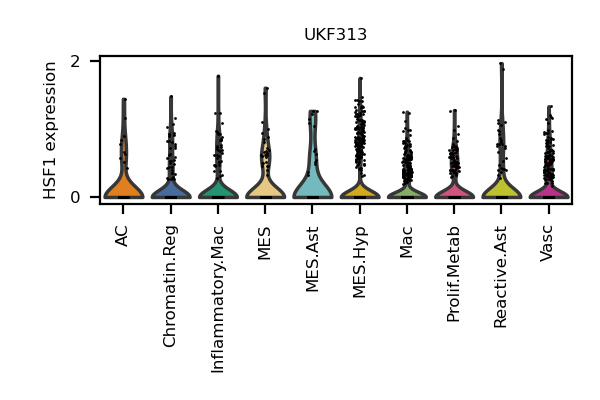 UKF313
HSF1 expression
2
0
AC
Chromatin.Reg
Inflammatory.Mac
MES
MES.Ast
MES.Hyp
Mac
Prolif.Metab
Reactive.Ast
Vasc